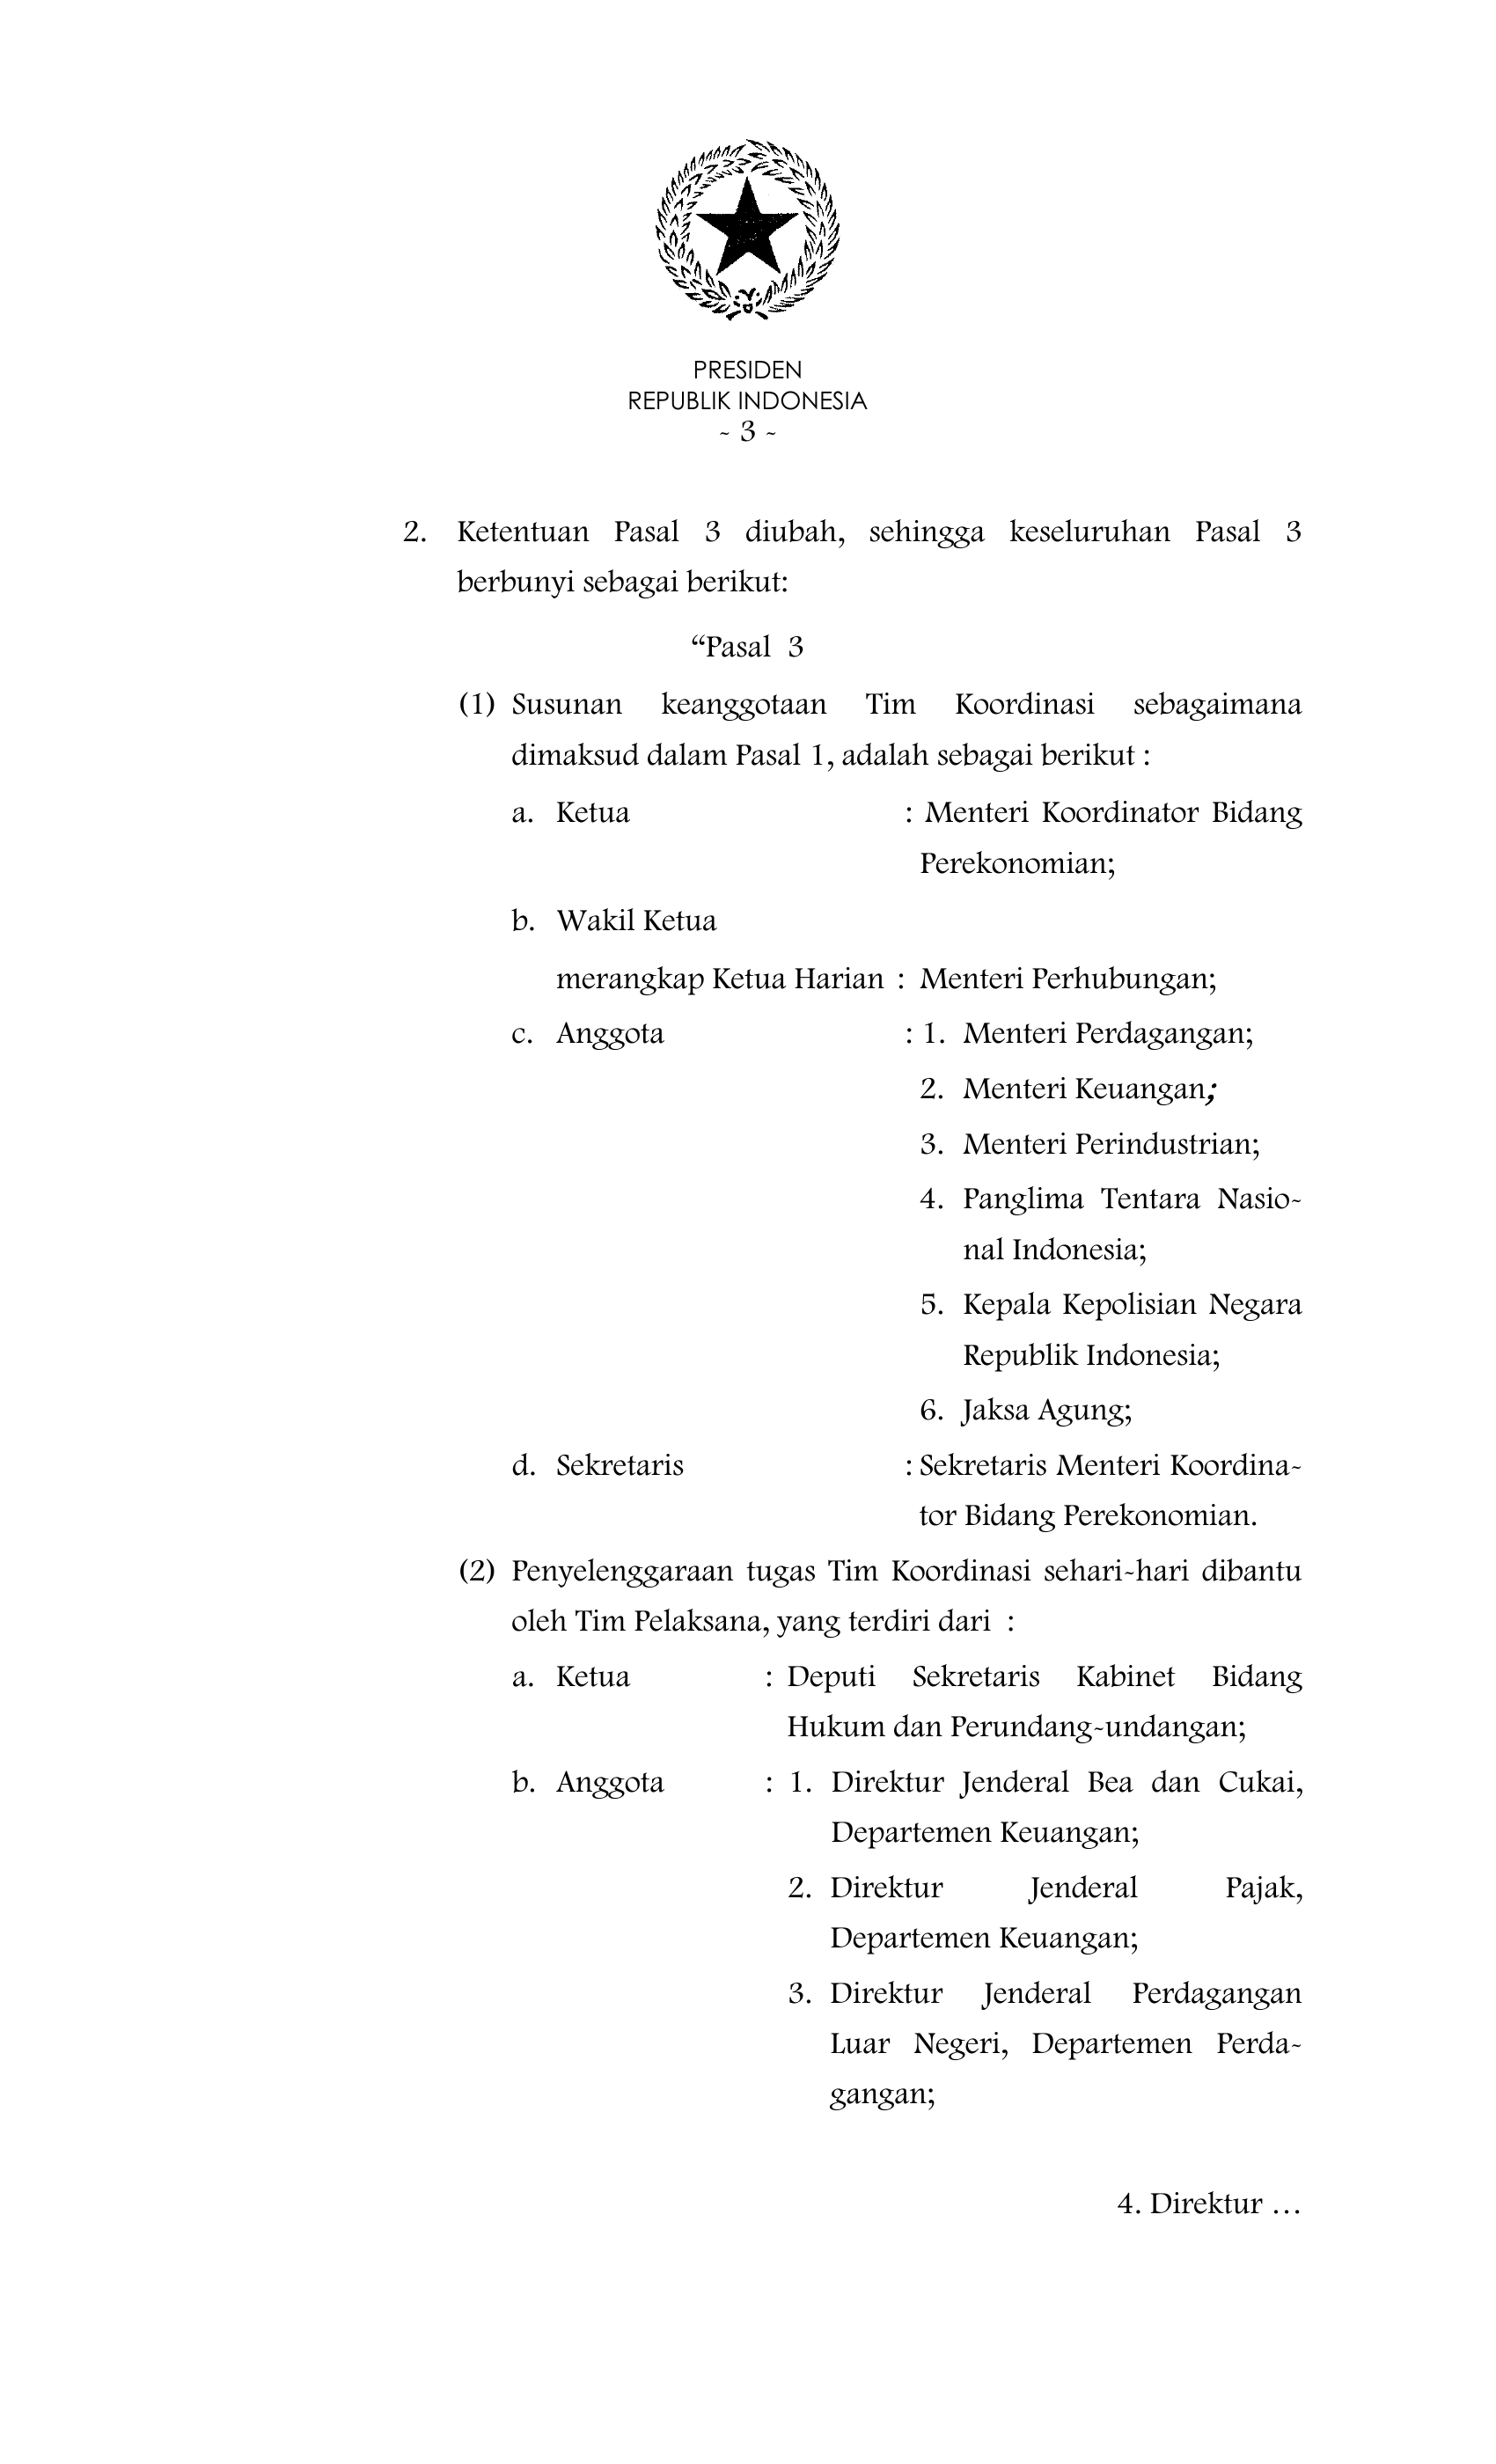 PRESIDEN
REPUBLIK INDONESIA
~ 3 ~
2. Ketentuan Pasal 3 diubah, sehingga keseluruhan Pasal 3
berbunyi sebagai berikut:
“Pasal 3
(1) Susunan keanggotaan Tim Koordinasi sebagaimana
dimaksud dalam Pasal 1, adalah sebagai berikut :
a. Ketua : Menteri Koordinator Bidang
Perekonomian;
b. Wakil Ketua
merangkap Ketua Harian : Menteri Perhubungan;
c. Anggota : 1. Menteri Perdagangan;
2. Menteri Keuangan;
3. Menteri Perindustrian;
4. Panglima Tentara Nasio-
nal Indonesia;
5. Kepala Kepolisian Negara
Republik Indonesia;
6. Jaksa Agung;
d. Sekretaris : Sekretaris Menteri Koordina-
tor Bidang Perekonomian.
(2) Penyelenggaraan tugas Tim Koordinasi sehari-hari dibantu
oleh Tim Pelaksana, yang terdiri dari :
a. Ketua : Deputi Sekretaris Kabinet Bidang
Hukum dan Perundang-undangan;
b. Anggota : 1. Direktur Jenderal Bea dan Cukai,
Departemen Keuangan;
2. Direktur Jenderal Pajak,
Departemen Keuangan;
3. Direktur Jenderal Perdagangan
Luar Negeri, Departemen Perda-
gangan;
4. Direktur …